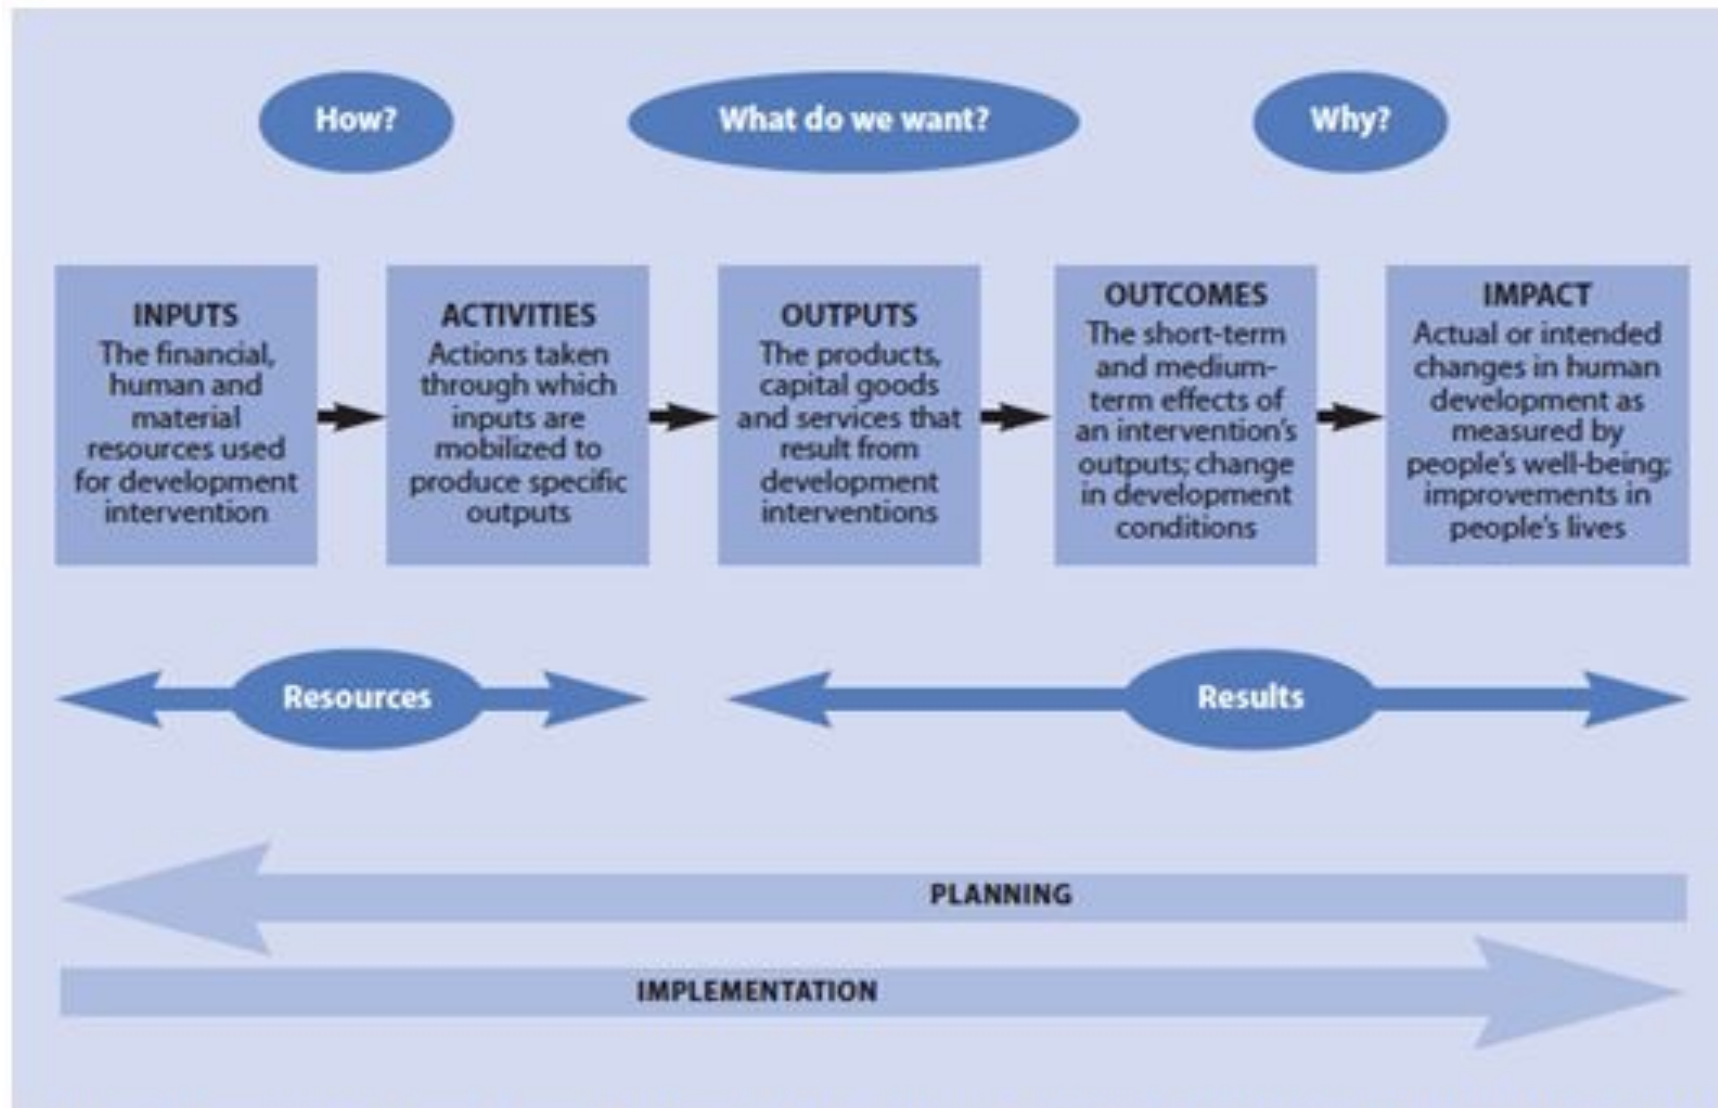 How?
What do we want?
Why?
INPUTS
The financial,
human and
material
resources used
for development
intervention
ACTIVITIES
Actions taken
through which
inputs are
mobilized to
produce specific
outputs
OUTPUTS
The products,
capital goods
and services that
result from
development
interventions
OUTCOMES
The short-term
and medium-
term effects of
an intervention's
outputs; change
in development
conditions
IMPACT
Actual or intended
changes in human
development as
measured by
people's well-being;
improvements in
people's lives
Resources
Results
PLANNING
IMPLEMENTATION